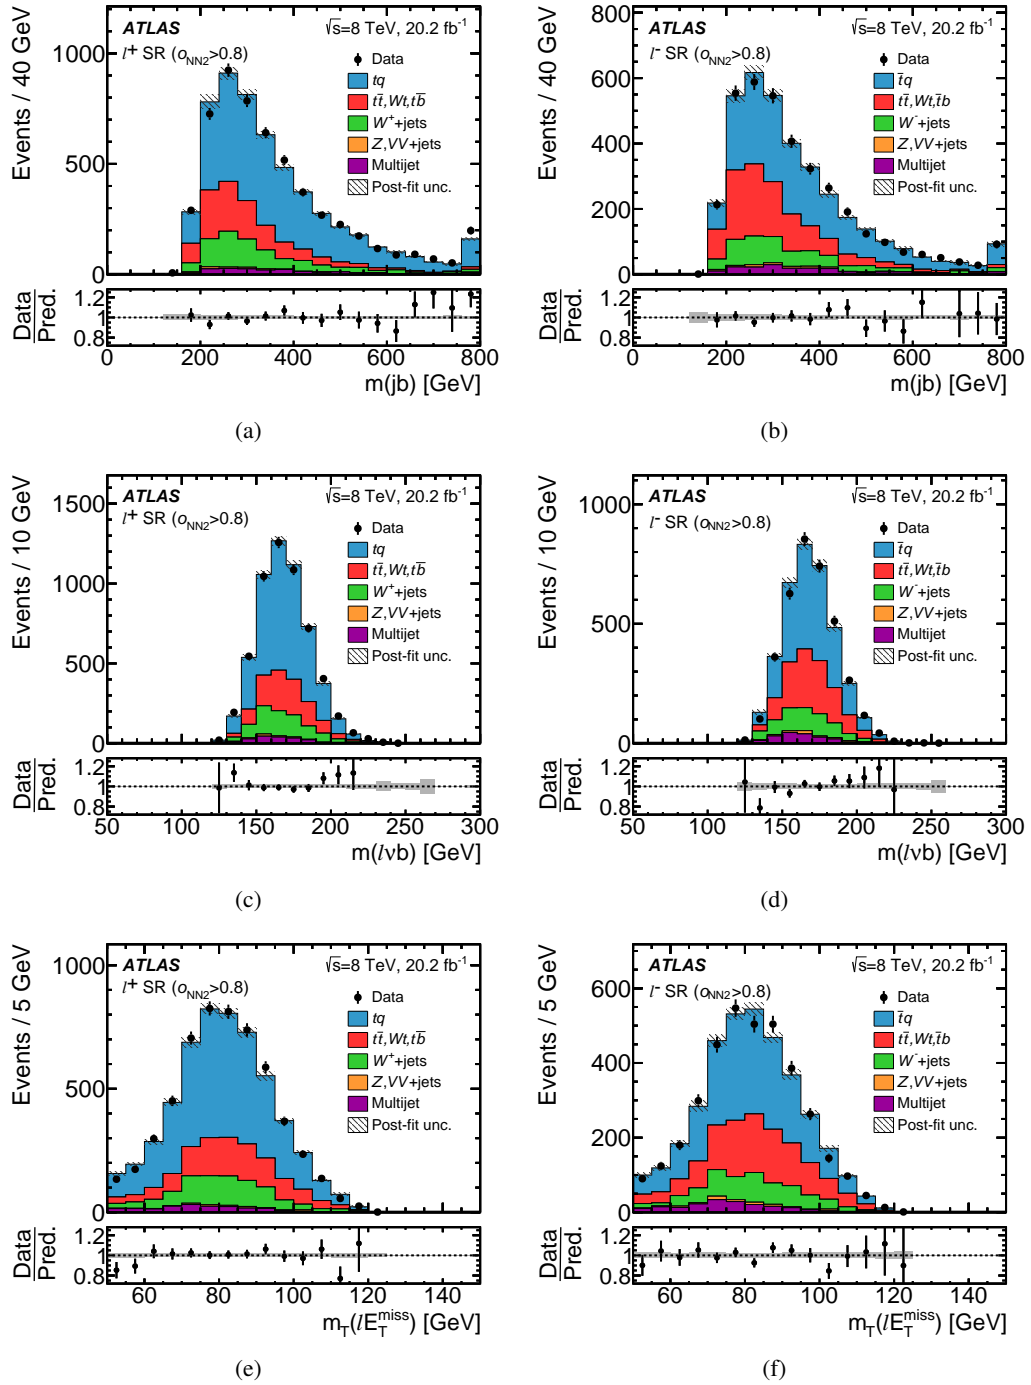 ATLAS √s=8 TeV, 20.2 fb⁻¹
l⁺ SR (o_NN2>0.8)
Data
tq
tt̄,Wt,tb̄
W⁺+jets
Z,VV+jets
Multijet
Post-fit unc.
Events / 40 GeV
1000
500
0
Data
Pred.
1.2
1
0.8
0 200 400 600 800
m(jb) [GeV]
(a)
ATLAS √s=8 TeV, 20.2 fb⁻¹
l⁻ SR (o_NN2>0.8)
Data
t̄q
tt̄,Wt,t̄b
W⁻+jets
Z,VV+jets
Multijet
Post-fit unc.
Events / 40 GeV
800
600
400
200
0
Data
Pred.
1.2
1
0.8
0 200 400 600 800
m(jb) [GeV]
(b)
ATLAS √s=8 TeV, 20.2 fb⁻¹
l⁺ SR (o_NN2>0.8)
Data
tq
tt̄,Wt,tb̄
W⁺+jets
Z,VV+jets
Multijet
Post-fit unc.
Events / 10 GeV
1500
1000
500
0
Data
Pred.
1.2
1
0.8
50 100 150 200 250 300
m(lνb) [GeV]
(c)
ATLAS √s=8 TeV, 20.2 fb⁻¹
l⁻ SR (o_NN2>0.8)
Data
t̄q
tt̄,Wt,t̄b
W⁻+jets
Z,VV+jets
Multijet
Post-fit unc.
Events / 10 GeV
1000
500
0
Data
Pred.
1.2
1
0.8
50 100 150 200 250 300
m(lνb) [GeV]
(d)
ATLAS √s=8 TeV, 20.2 fb⁻¹
l⁺ SR (o_NN2>0.8)
Data
tq
tt̄,Wt,tb̄
W⁺+jets
Z,VV+jets
Multijet
Post-fit unc.
Events / 5 GeV
1000
500
0
Data
Pred.
1.2
1
0.8
60 80 100 120 140
m_T(lE_T^miss) [GeV]
(e)
ATLAS √s=8 TeV, 20.2 fb⁻¹
l⁻ SR (o_NN2>0.8)
Data
t̄q
tt̄,Wt,t̄b
W⁻+jets
Z,VV+jets
Multijet
Post-fit unc.
Events / 5 GeV
600
400
200
0
Data
Pred.
1.2
1
0.8
60 80 100 120 140
m_T(lE_T^miss) [GeV]
(f)